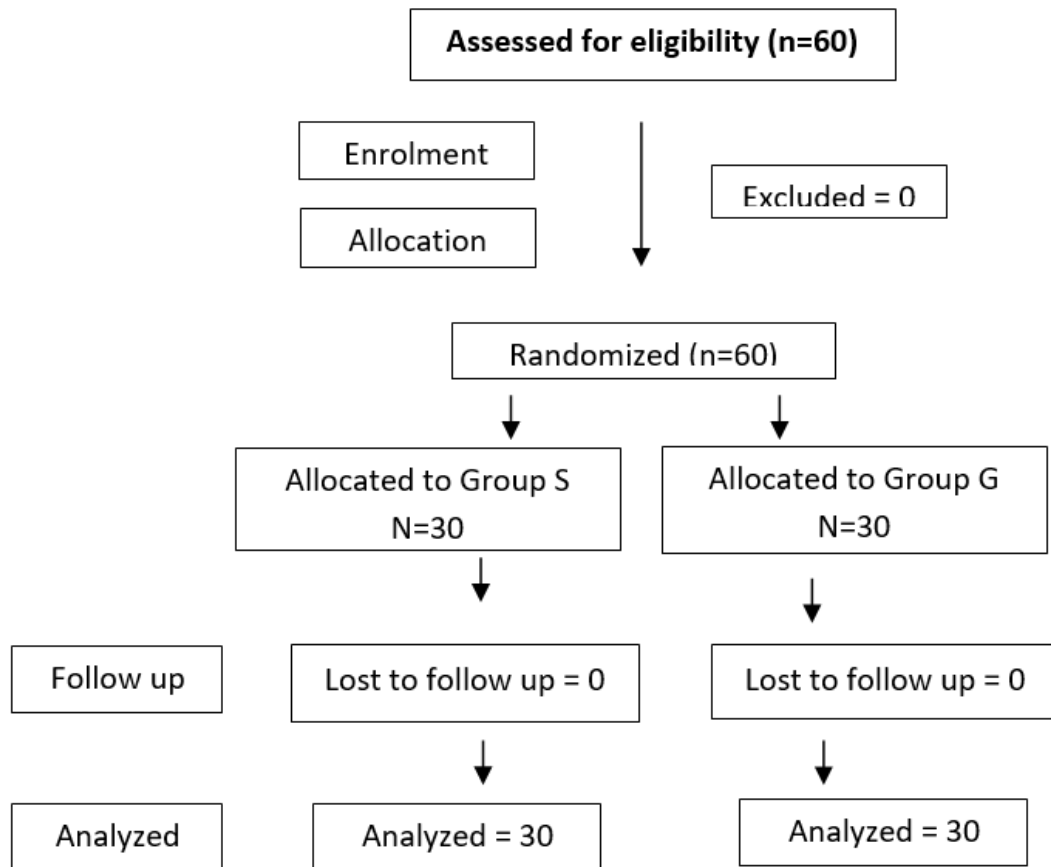 Assessed for eligibility (n=60)
Enrolment
Excluded = 0
Allocation
Randomized (n=60)
Allocated to Group S
N=30
Allocated to Group G
N=30
Follow up
Lost to follow up = 0
Lost to follow up = 0
Analyzed
Analyzed = 30
Analyzed = 30